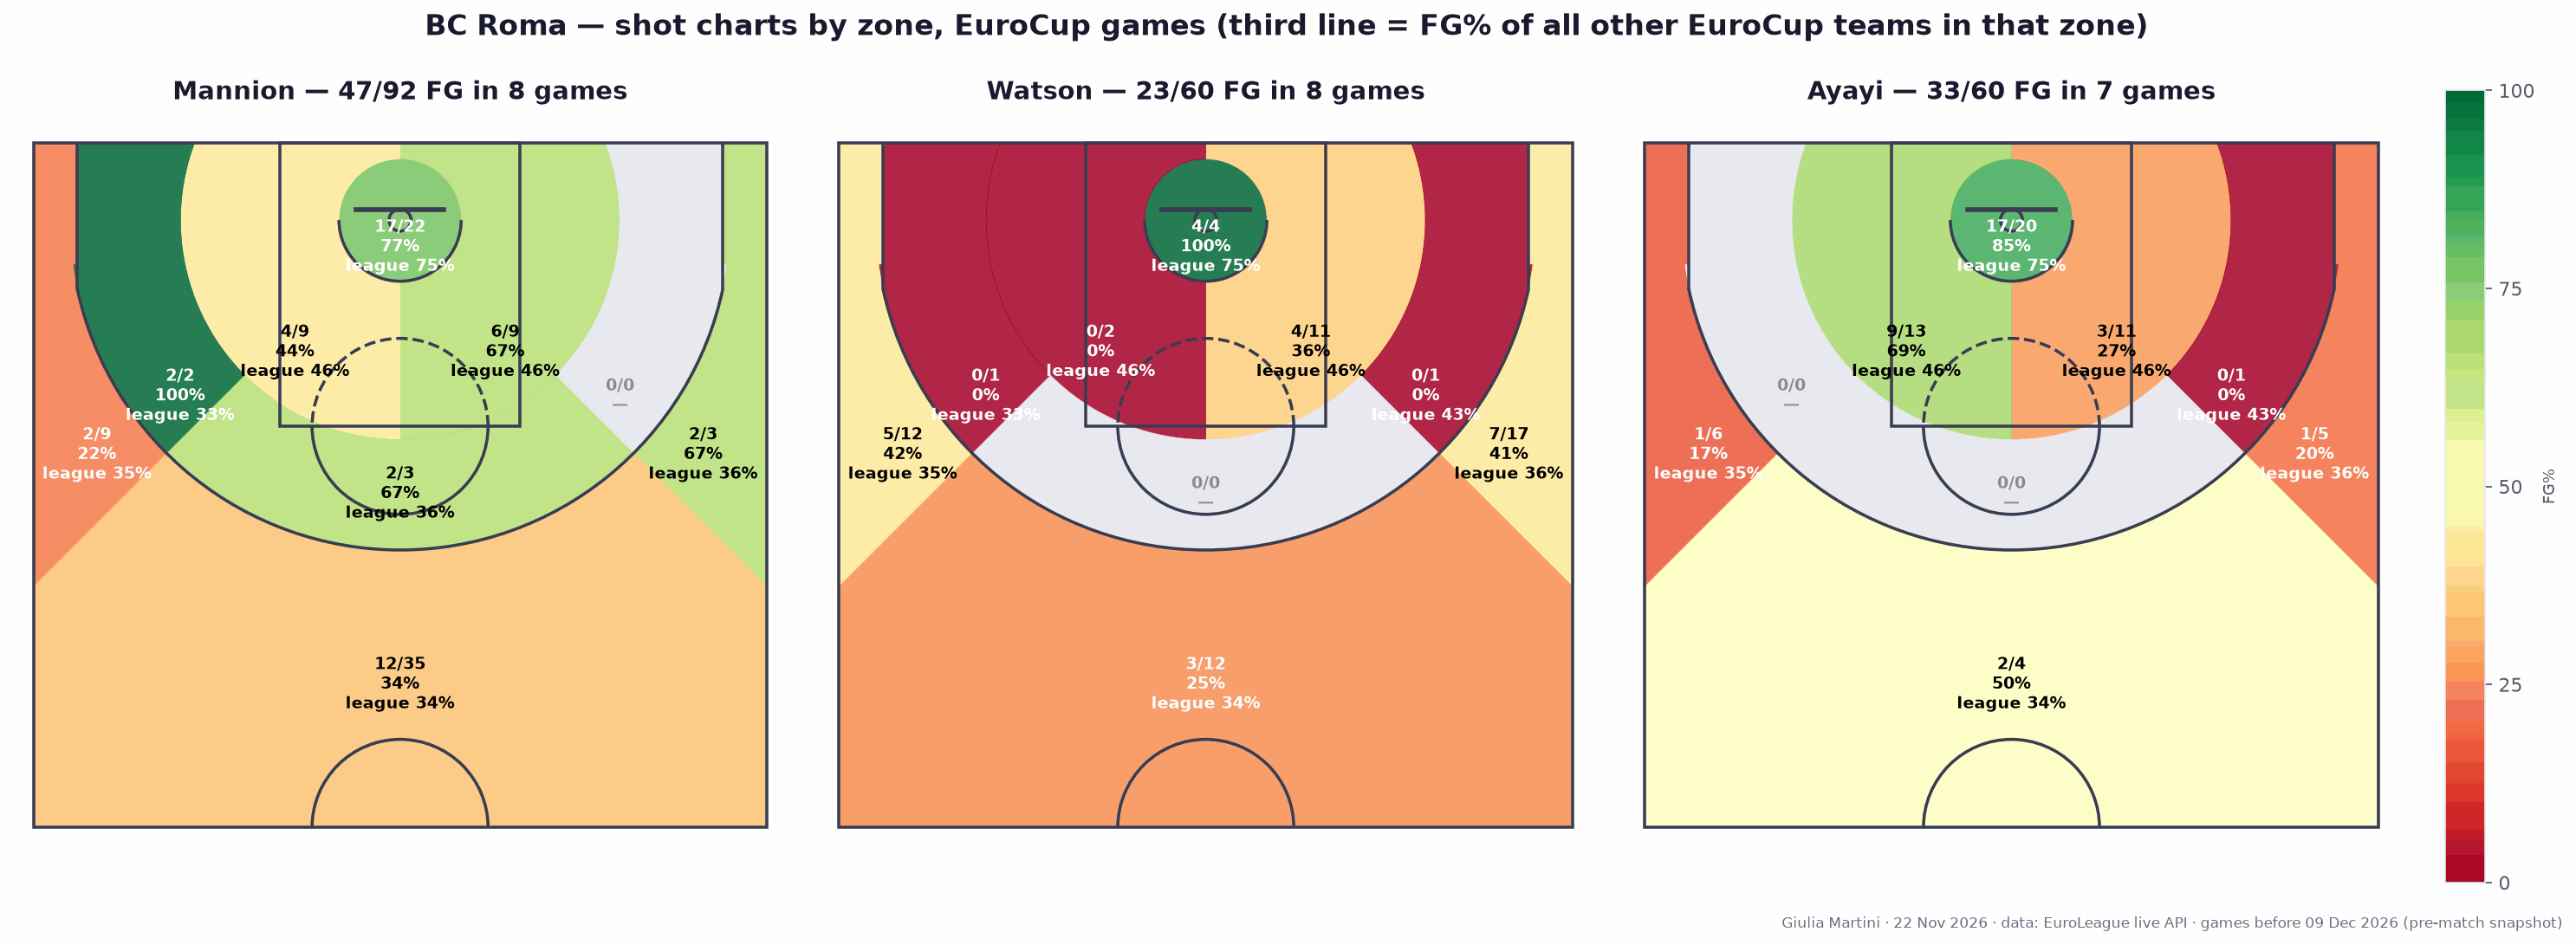 BC Roma — shot charts by zone, EuroCup games (third line = FG% of all other EuroCup teams in that zone)
Mannion — 47/92 FG in 8 games
17/22
77%
league 75%
4/9
44%
league 46%
6/9
67%
league 46%
2/2
100%
league 33%
0/0
—
2/9
22%
league 35%
2/3
67%
league 36%
2/3
67%
league 36%
12/35
34%
league 34%
Watson — 23/60 FG in 8 games
4/4
100%
league 75%
0/2
0%
league 46%
4/11
36%
league 46%
0/1
0%
league 33%
0/1
0%
league 43%
5/12
42%
league 35%
0/0
—
7/17
41%
league 36%
3/12
25%
league 34%
Ayayi — 33/60 FG in 7 games
17/20
85%
league 75%
9/13
69%
league 46%
3/11
27%
league 46%
0/0
—
0/1
0%
league 43%
1/6
17%
league 35%
0/0
—
1/5
20%
league 36%
2/4
50%
league 34%
100
75
50
25
0
FG%
Giulia Martini · 22 Nov 2026 · data: EuroLeague live API · games before 09 Dec 2026 (pre-match snapshot)